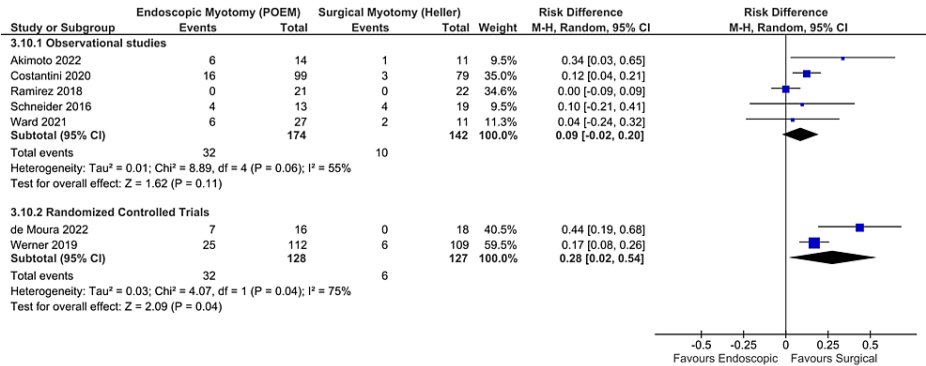 Endoscopic Myotomy (POEM) Surgical Myotomy (Heller) Risk Difference Risk Difference
Study or Subgroup Events Total Events Total Weight M-H, Random, 95% CI M-H, Random, 95% CI
3.10.1 Observational studies
Akimoto 2022 6 14 1 11 9.5% 0.34 [0.03, 0.65]
Costantini 2020 16 99 3 79 35.0% 0.12 [0.04, 0.21]
Ramirez 2018 0 21 0 22 34.6% 0.00 [-0.09, 0.09]
Schneider 2016 4 13 4 19 9.5% 0.10 [-0.21, 0.41]
Ward 2021 6 27 2 11 11.3% 0.04 [-0.24, 0.32]
Subtotal (95% CI) 174 142 100.0% 0.09 [-0.02, 0.20]
Total events 32 10
Heterogeneity: Tau² = 0.01; Chi² = 8.89, df = 4 (P = 0.06); I² = 55%
Test for overall effect: Z = 1.62 (P = 0.11)
3.10.2 Randomized Controlled Trials
de Moura 2022 7 16 0 18 40.5% 0.44 [0.19, 0.68]
Werner 2019 25 112 6 109 59.5% 0.17 [0.08, 0.26]
Subtotal (95% CI) 128 127 100.0% 0.28 [0.02, 0.54]
Total events 32 6
Heterogeneity: Tau² = 0.03; Chi² = 4.07, df = 1 (P = 0.04); I² = 75%
Test for overall effect: Z = 2.09 (P = 0.04)
-0.5 -0.25 0 0.25 0.5
Favours Endoscopic Favours Surgical